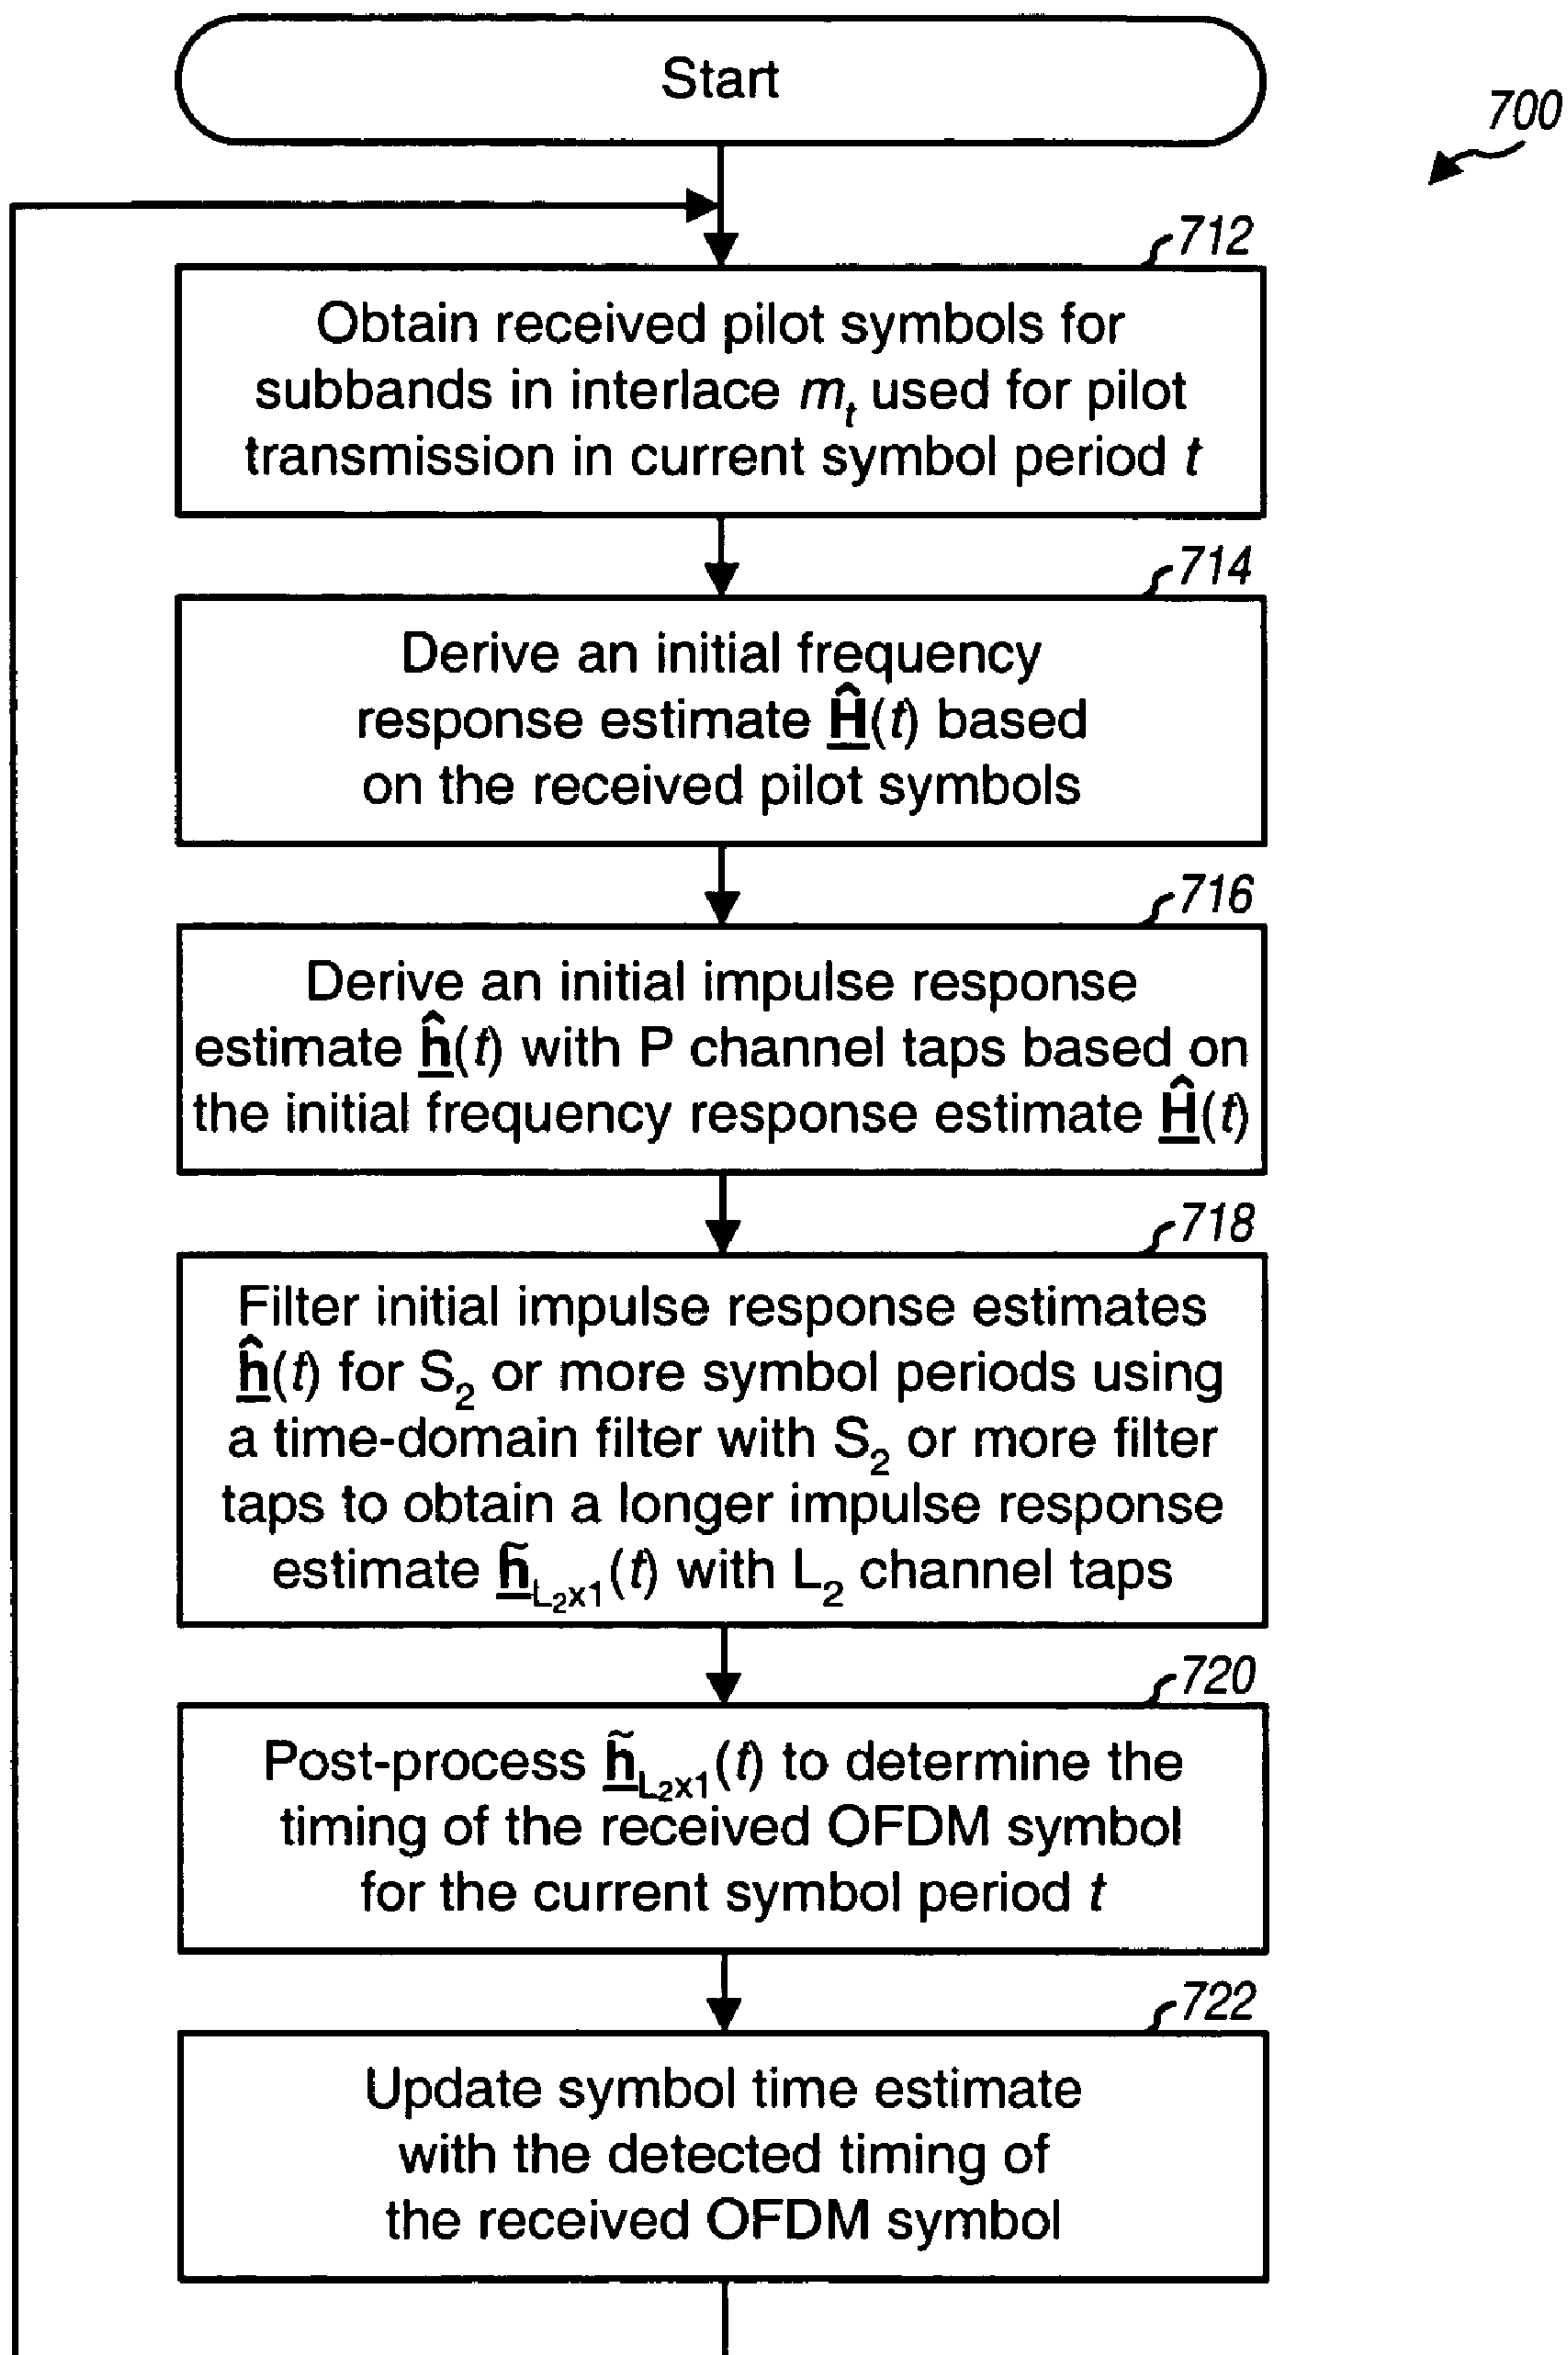 Start
700
712
Obtain received pilot symbols for
subbands in interlace m_t used for pilot
transmission in current symbol period t
714
Derive an initial frequency
response estimate Ĥ(t) based
on the received pilot symbols
716
Derive an initial impulse response
estimate ĥ(t) with P channel taps based on
the initial frequency response estimate Ĥ(t)
718
Filter initial impulse response estimates
ĥ(t) for S₂ or more symbol periods using
a time-domain filter with S₂ or more filter
taps to obtain a longer impulse response
estimate h̃_L₂x1(t) with L₂ channel taps
720
Post-process h̃_L₂x1(t) to determine the
timing of the received OFDM symbol
for the current symbol period t
722
Update symbol time estimate
with the detected timing of
the received OFDM symbol